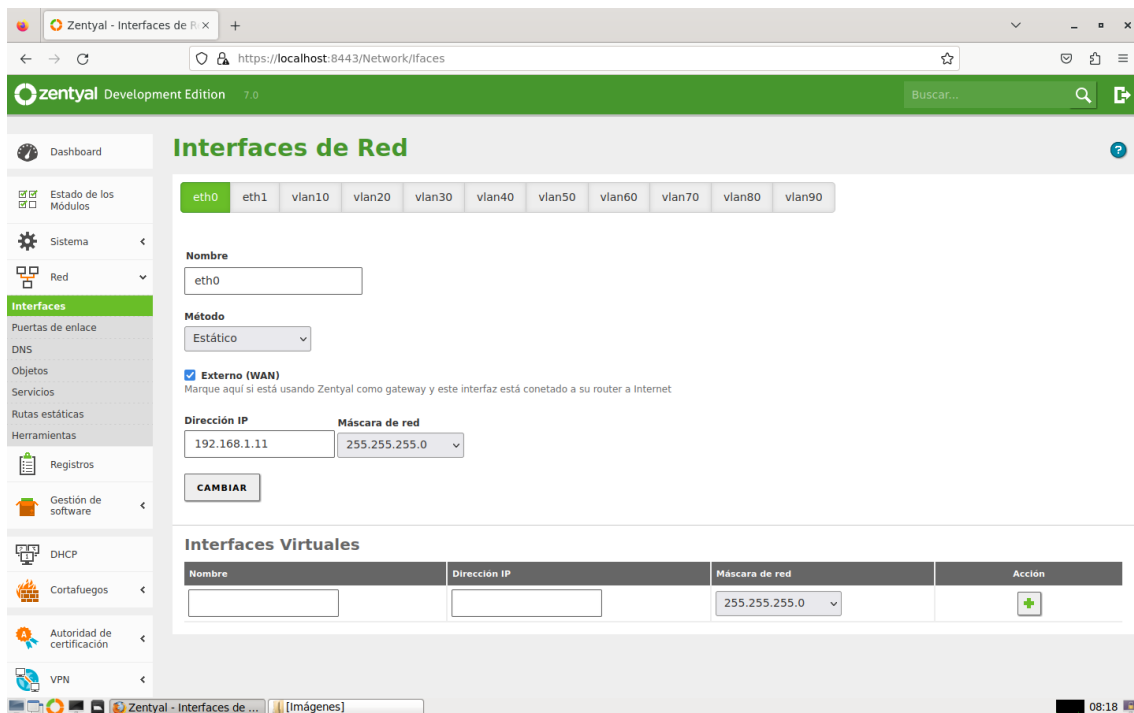 Zentyal - Interfaces de R
https://localhost:8443/Network/Ifaces
zentyal Development Edition 7.0
Buscar...
Dashboard
Estado de los
Módulos
Sistema
Red
Interfaces
Puertas de enlace
DNS
Objetos
Servicios
Rutas estáticas
Herramientas
Registros
Gestión de
software
DHCP
Cortafuegos
Autoridad de
certificación
VPN
Interfaces de Red
eth0 eth1 vlan10 vlan20 vlan30 vlan40 vlan50 vlan60 vlan70 vlan80 vlan90
Nombre
eth0
Método
Estático
Externo (WAN)
Marque aquí si está usando Zentyal como gateway y este interfaz está conetado a su router a Internet
Dirección IP Máscara de red
192.168.1.11 255.255.255.0
CAMBIAR
Interfaces Virtuales
Nombre Dirección IP Máscara de red Acción
255.255.255.0
Zentyal - Interfaces de ... [Imágenes] 08:18